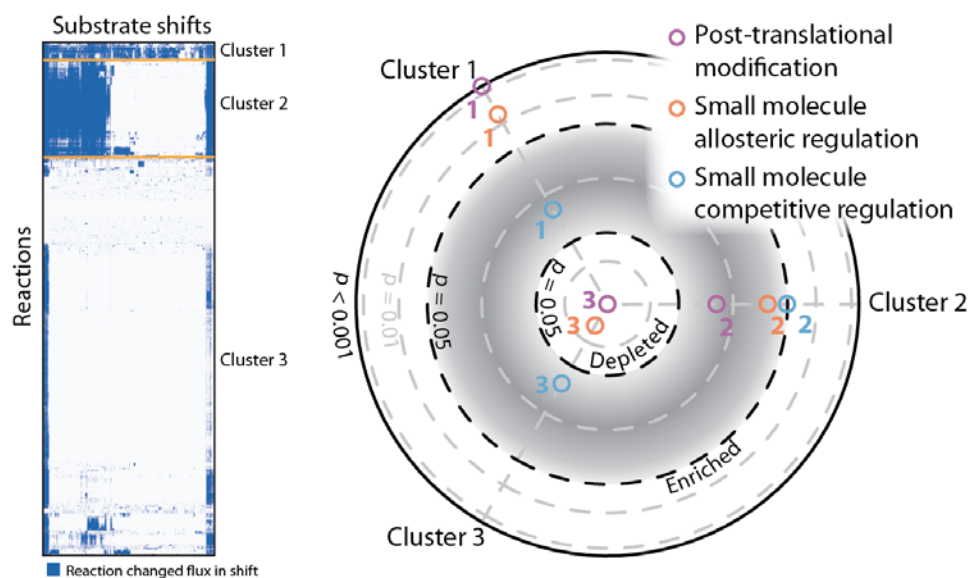 Substrate shifts
Cluster 1
Cluster 2
Cluster 3
Reactions
Reaction changed flux in shift
Cluster 1
Cluster 2
Cluster 3
Post-translational
modification
Small molecule
allosteric regulation
Small molecule
competitive regulation
1
1
1
3
3
3
2
2
2
p < 0.001
p = 0.01
p = 0.05
p = 0.05
Depleted
Enriched